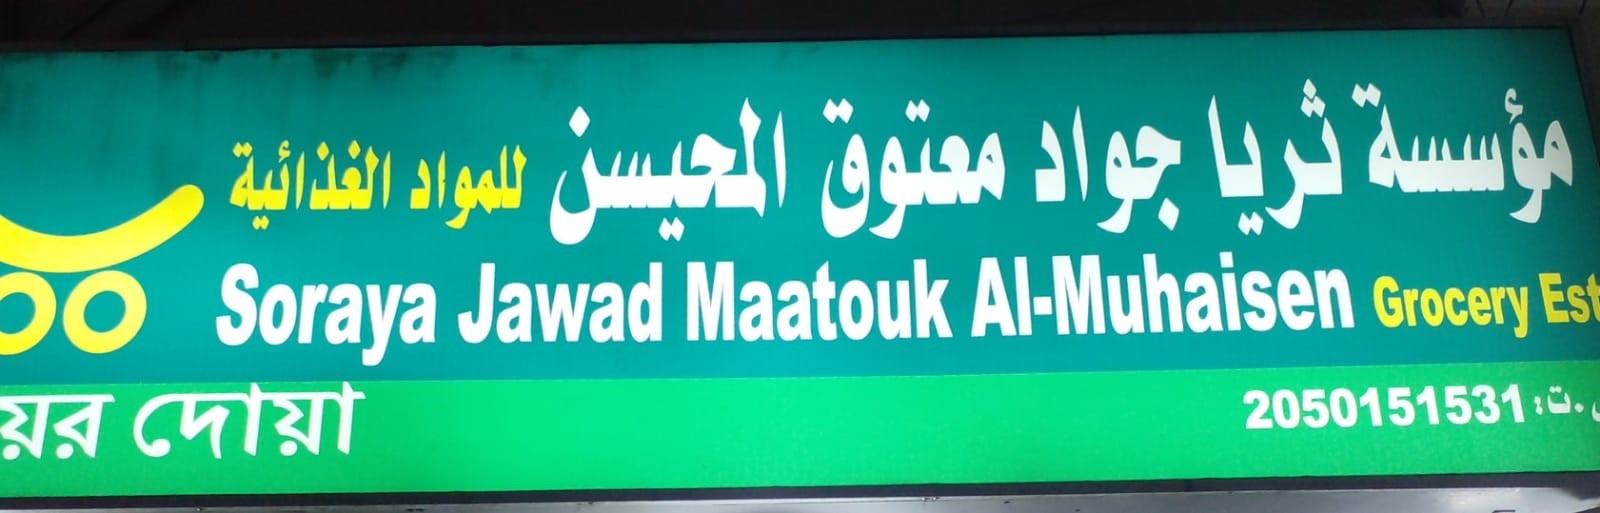 مؤسسة ثريا جواد معتوق المحيسن للمواد الغذائية
Soraya Jawad Maatouk Al-Muhaisen Grocery Est
দোয়া
ت: 2050151531